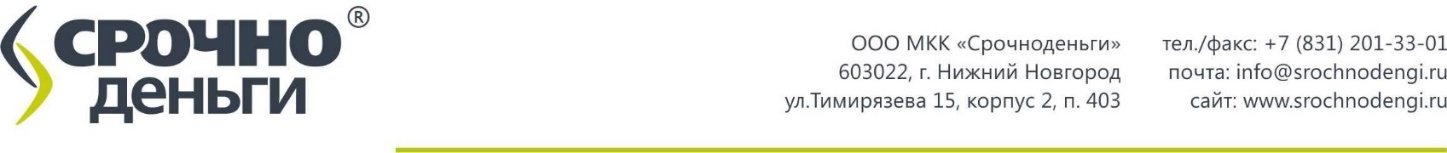 СРОЧНО®
деньги
ООО МКК «Срочноденьги»
603022, г. Нижний Новгород
ул.Тимирязева 15, корпус 2, п. 403
тел./факс: +7 (831) 201-33-01
почта: info@srochnodengi.ru
сайт: www.srochnodengi.ru